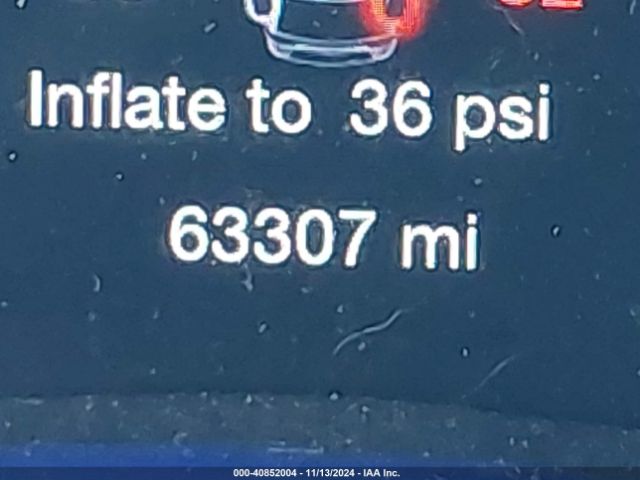 Inflate to 36 psi
63307 mi
000-40852004 - 11/13/2024 - IAA Inc.